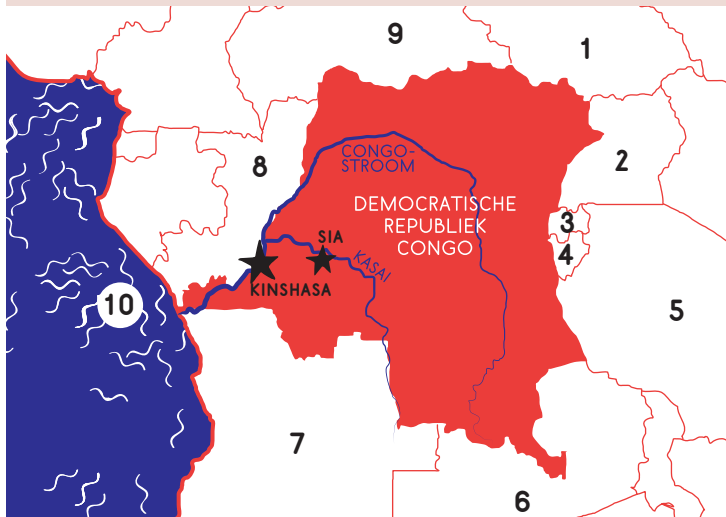 9
1
2
8
CONGO-
STROOM
DEMOCRATISCHE
REPUBLIEK
CONGO
3
4
SIA
KASAI
KINSHASA
10
5
7
6